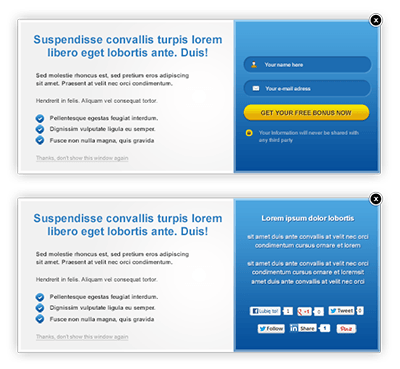 x
Suspendisse convallis turpis lorem
libero eget lobortis ante. Duis!
Sed molestie rhoncus est, sed pretium eros adipiscing
sit amet. Praesent at velit nec orci condimentum.
Hendrerit in felis. Aliquam vel consequat tortor.
Pellentesque egestas feugiat interdum.
Dignissim vulputate ligula eu semper.
Fusce non nulla magna, quis gravida
Thanks, don't show this window again
Your name here
Your e-mail adress
GET YOUR FREE BONUS NOW
Your Information will never be shared with
any third party
x
Suspendisse convallis turpis lorem
libero eget lobortis ante. Duis!
Sed molestie rhoncus est, sed pretium eros adipiscing
sit amet. Praesent at velit nec orci condimentum.
Hendrerit in felis. Aliquam vel consequat tortor.
Pellentesque egestas feugiat interdum.
Dignissim vulputate ligula eu semper.
Fusce non nulla magna, quis gravida
Thanks, don't show this window again
Lorem ipsum dolor lobortis
sit amet duis ante convallis at velit nec orci
condimentum cursus ornare et lorem
sit amet duis ante convallis at velit nec orci
condimentum cursus ornare et loremsit
amet duis ante convallis at velit nec orci
Lubię to! 1 +1 0 Tweet 0
Follow in Share 1 Pin it